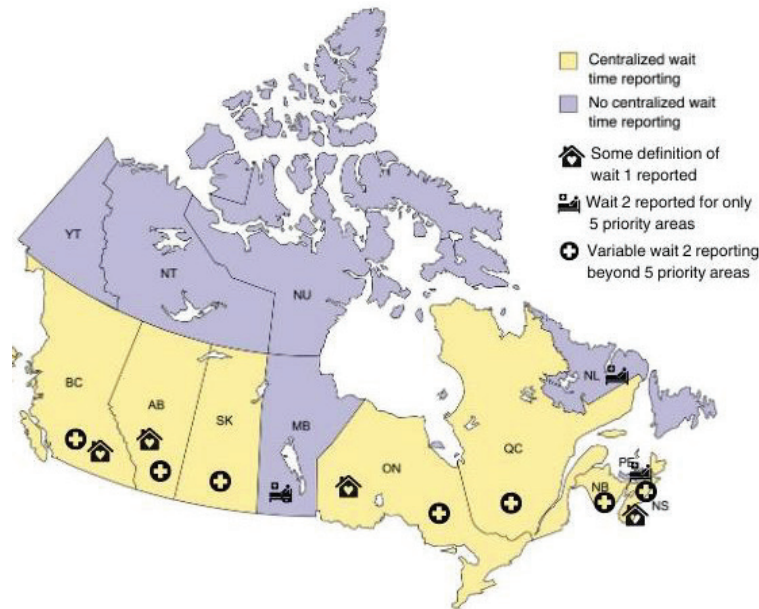 Centralized wait
time reporting
No centralized wait
time reporting
Some definition of
wait 1 reported
Wait 2 reported for only
5 priority areas
Variable wait 2 reporting
beyond 5 priority areas
YT
NT
NU
BC
AB
SK
MB
ON
QC
NL
PE
NB
NS